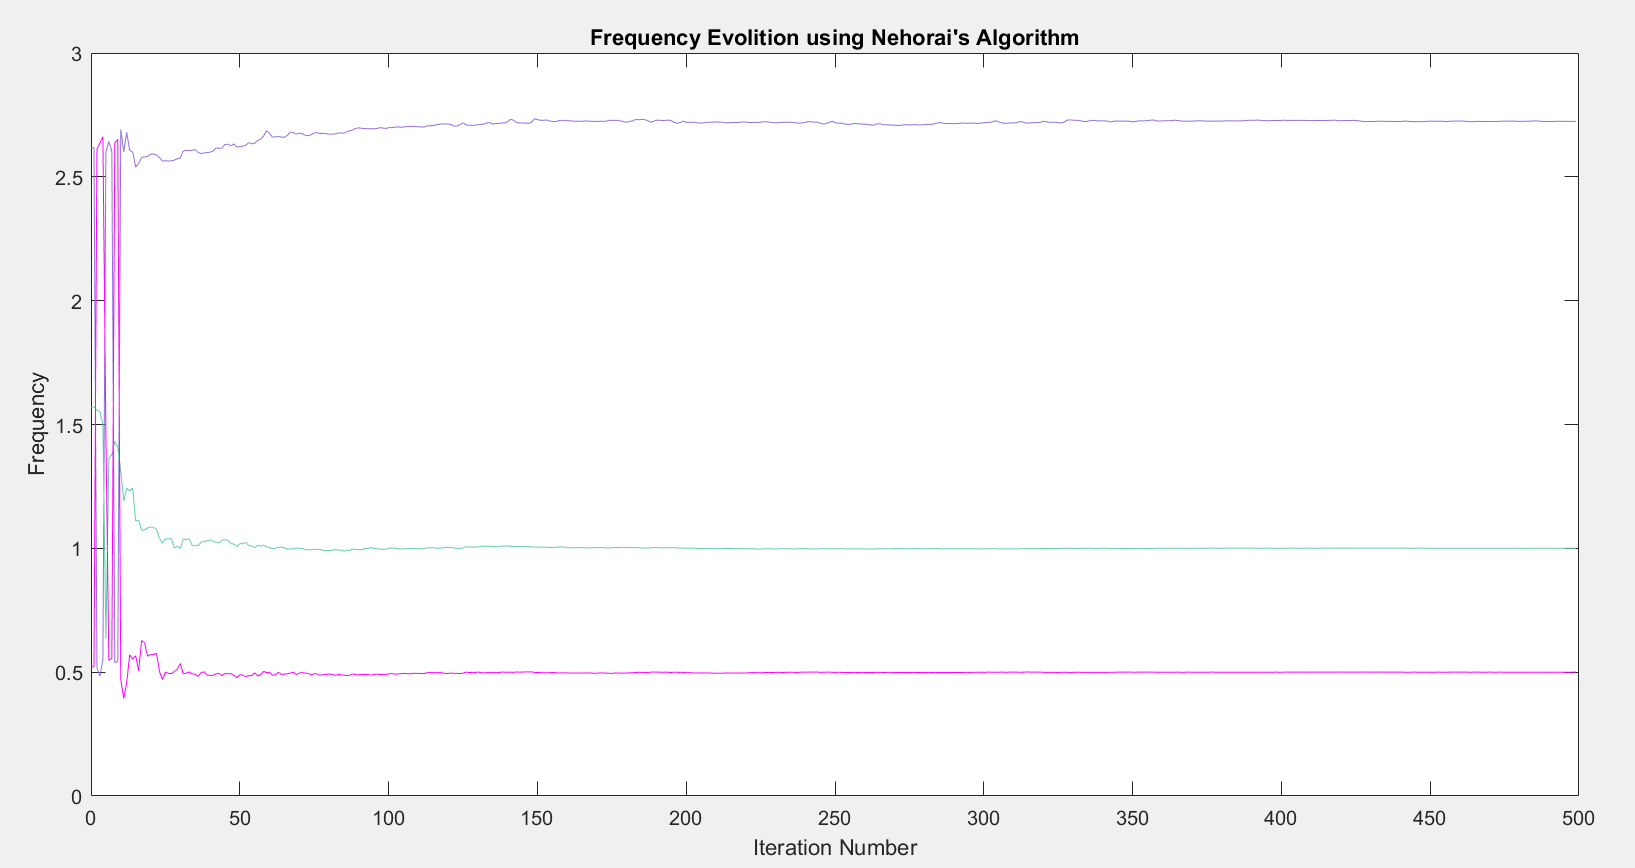 Frequency Evolition using Nehorai's Algorithm
3
2.5
2
1.5
1
0.5
0
Frequency
0 50 100 150 200 250 300 350 400 450 500
Iteration Number